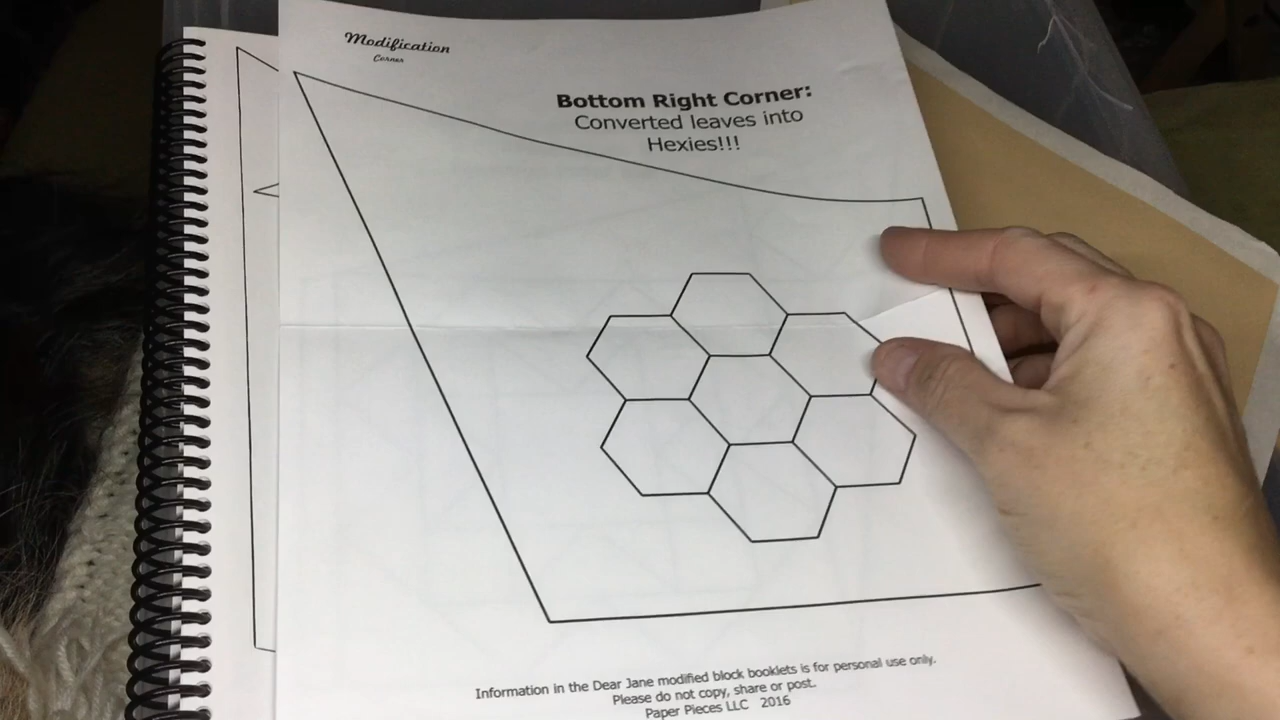 Modification
Corner
Bottom Right Corner:
Converted leaves into
Hexies!!!
Information in the Dear Jane modified block booklets is for personal use only.
Please do not copy, share or post.
Paper Pieces LLC 2016